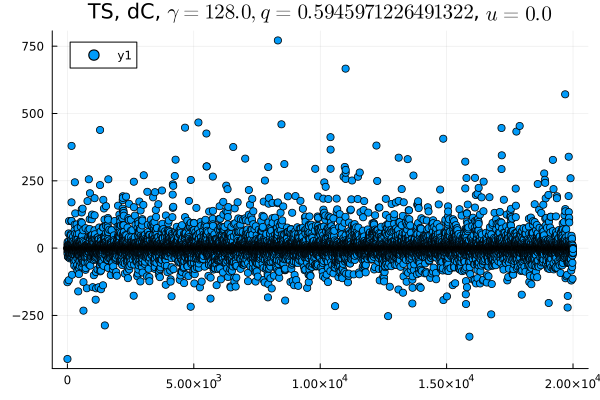 TS, dC, γ = 128.0, q = 0.5945971226491322, u = 0.0
y1
750
500
250
0
−250
0 5.00×10³ 1.00×10⁴ 1.50×10⁴ 2.00×10⁴